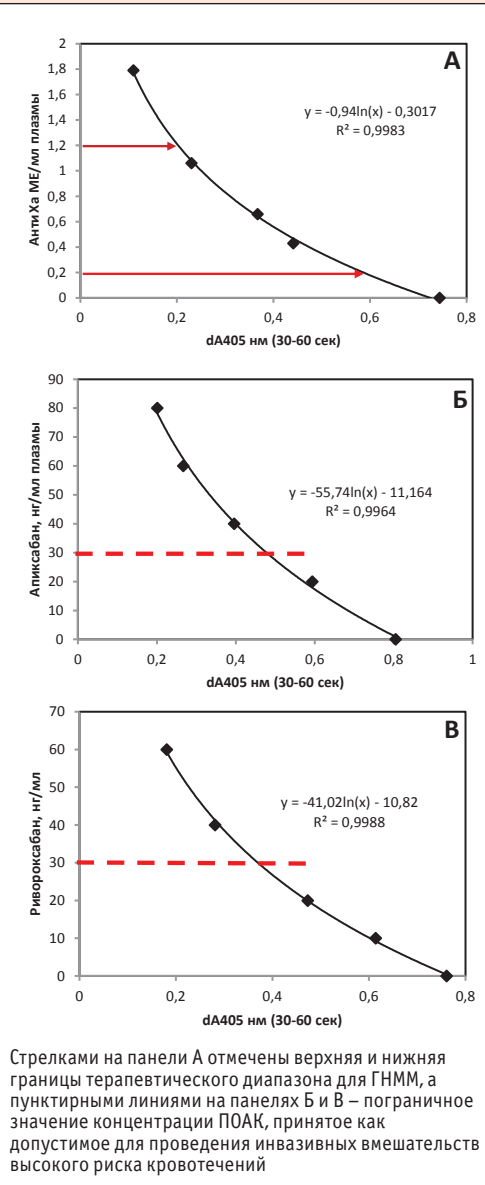 А
2
1,8
1,6
1,4
1,2
1
0,8
0,6
0,4
0,2
0
АнтиХа МЕ/мл плазмы
y = -0,94ln(x) - 0,3017
R² = 0,9983
0 0,2 0,4 0,6 0,8
dA405 нм (30-60 сек)
Б
90
80
70
60
50
40
30
20
10
0
Апиксабан, нг/мл плазмы
y = -55,74ln(x) - 11,164
R² = 0,9964
0 0,2 0,4 0,6 0,8 1
dA405 нм (30-60 сек)
В
70
60
50
40
30
20
10
0
Ривороксабан, нг/мл
y = -41,02ln(x) - 10,82
R² = 0,9988
0 0,2 0,4 0,6 0,8
dA405 нм (30-60 сек)
Стрелками на панели А отмечены верхняя и нижняя
границы терапевтического диапазона для ГНММ, а
пунктирными линиями на панелях Б и В – пограничное
значение концентрации ПОАК, принятое как
допустимое для проведения инвазивных вмешательств
высокого риска кровотечений